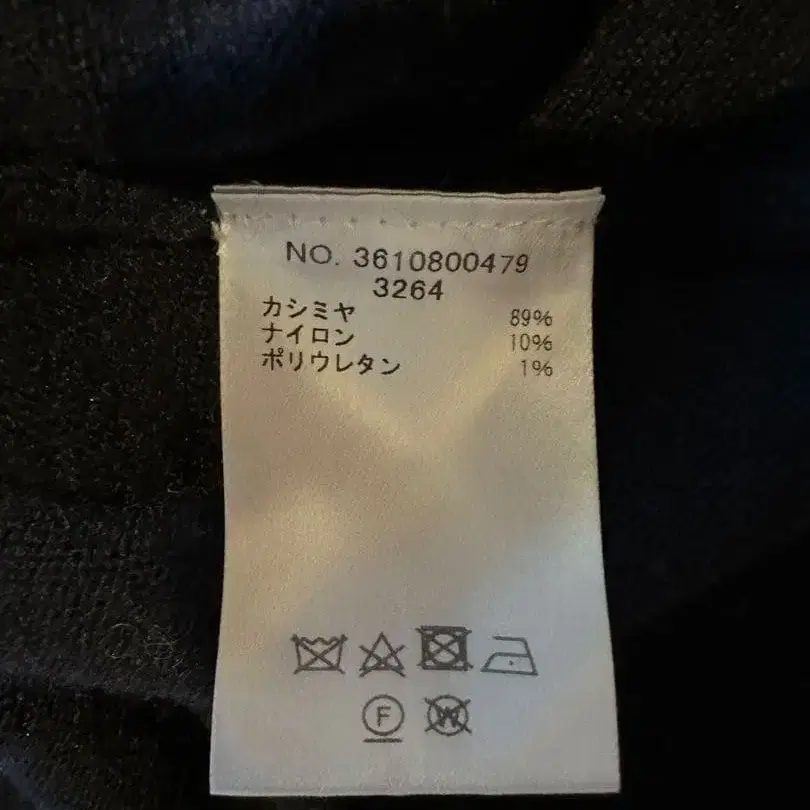 NO. 3610800479
3264
カシミヤ 89%
ナイロン 10%
ポリウレタン 1%
F W